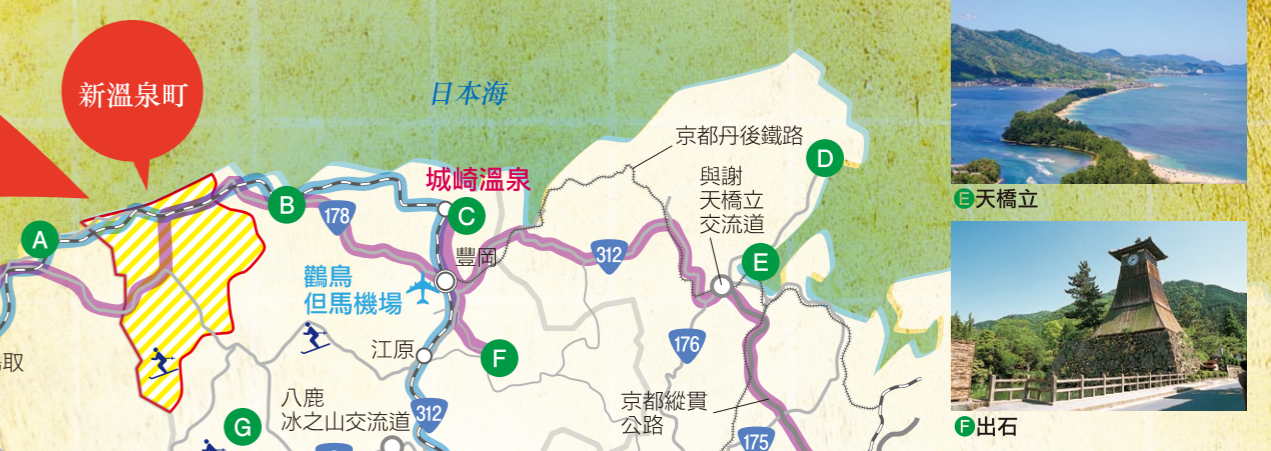 新溫泉町
日本海
京都丹後鐵路
D
與謝
天橋立
交流道
城崎溫泉
B
C
178
A
豐岡
312
E
鸛鳥
但馬機場
江原
F
176
取
八鹿
冰之山交流道
G
312
京都縱貫
公路
175
E天橋立
F出石